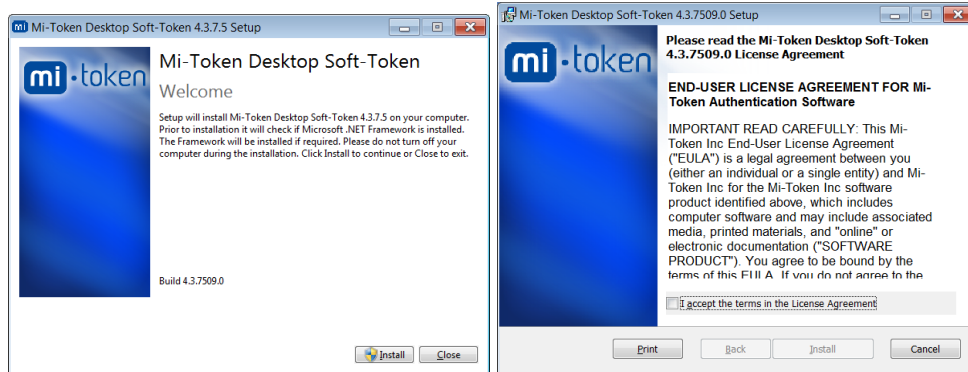 Mi-Token Desktop Soft-Token 4.3.7.5 Setup
mi·token
Mi-Token Desktop Soft-Token
Welcome
Setup will install Mi-Token Desktop Soft-Token 4.3.7.5 on your computer.
Prior to installation it will check if Microsoft .NET Framework is installed.
The Framework will be installed if required. Please do not turn off your
computer during the installation. Click Install to continue or Close to exit.
Build 4.3.7509.0
Install
Close
Mi-Token Desktop Soft-Token 4.3.7509.0 Setup
mi·token
Please read the Mi-Token Desktop Soft-Token
4.3.7509.0 License Agreement
END-USER LICENSE AGREEMENT FOR Mi-
Token Authentication Software
IMPORTANT READ CAREFULLY: This Mi-
Token Inc End-User License Agreement
("EULA") is a legal agreement between you
(either an individual or a single entity) and Mi-
Token Inc for the Mi-Token Inc software
product identified above, which includes
computer software and may include associated
media, printed materials, and "online" or
electronic documentation ("SOFTWARE
PRODUCT"). You agree to be bound by the
terms of this EULA. If you do not agree to the
I accept the terms in the License Agreement
Print
Back
Install
Cancel